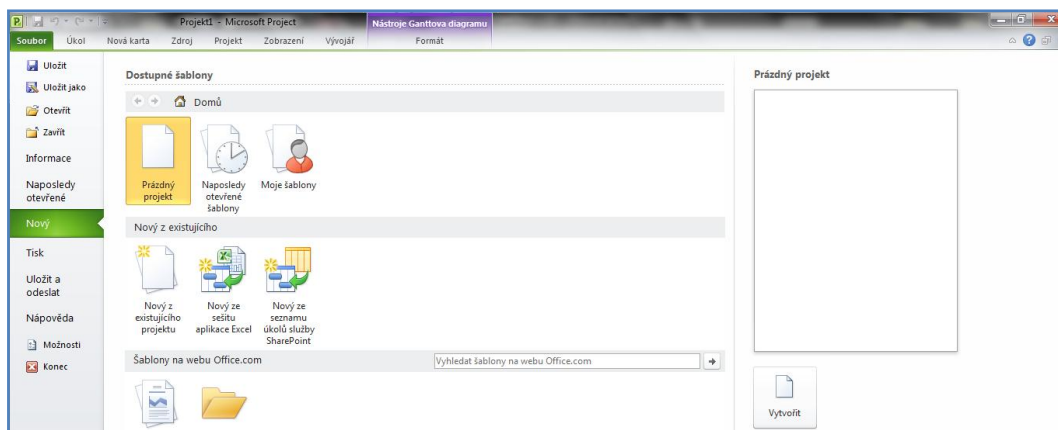 Projekt1 - Microsoft Project
Nástroje Ganttova diagramu
Soubor Úkol Nová karta Zdroj Projekt Zobrazení Vývojář Formát
Uložit
Uložit jako
Otevřít
Zavřít
Informace
Naposledy
otevřené
Nový
Tisk
Uložit a
odeslat
Nápověda
Možnosti
Konec
Dostupné šablony
Domů
Prázdný
projekt
Naposledy
otevřené
šablony
Moje šablony
Nový z existujícího
Nový z
existujícího
projektu
Nový ze
sešitu
aplikace Excel
Nový ze
seznamu
úkolů služby
SharePoint
Šablony na webu Office.com
Vyhledat šablony na webu Office.com
Prázdný projekt
Vytvořit